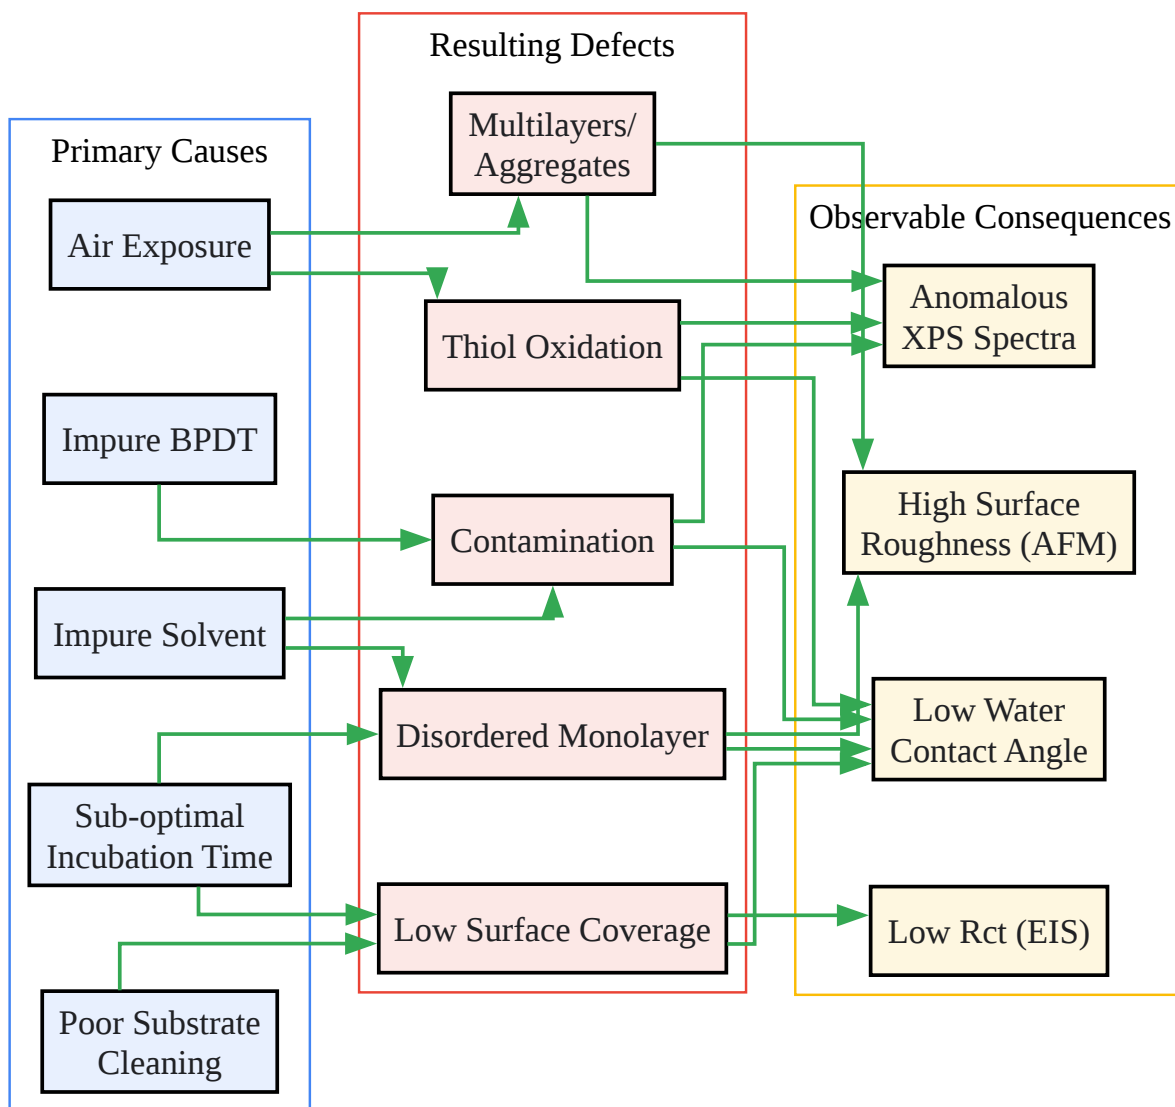 Primary Causes
Air Exposure
Impure BPDT
Impure Solvent
Sub-optimal
Incubation Time
Poor Substrate
Cleaning
Resulting Defects
Multilayers/
Aggregates
Thiol Oxidation
Contamination
Disordered Monolayer
Low Surface Coverage
Observable Consequences
Anomalous
XPS Spectra
High Surface
Roughness (AFM)
Low Water
Contact Angle
Low Rct (EIS)